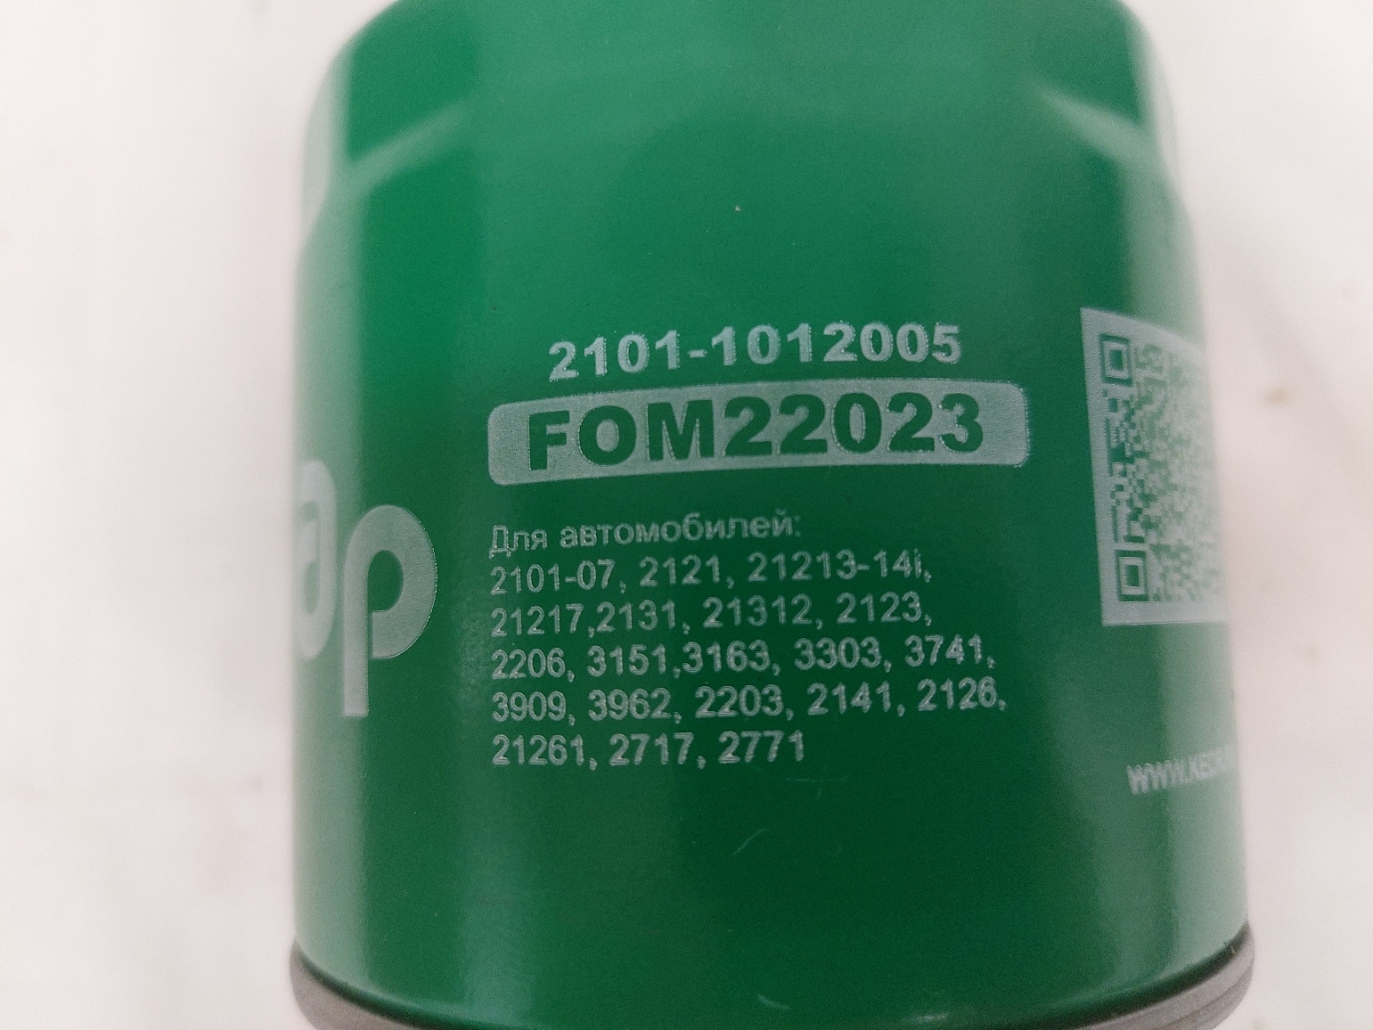 2101-1012005
FOM22023
Для автомобилей:
2101-07, 2121, 21213-14i,
21217,2131, 21312, 2123,
2206, 3151,3163, 3303, 3741,
3909, 3962, 2203, 2141, 2126,
21261, 2717, 2771